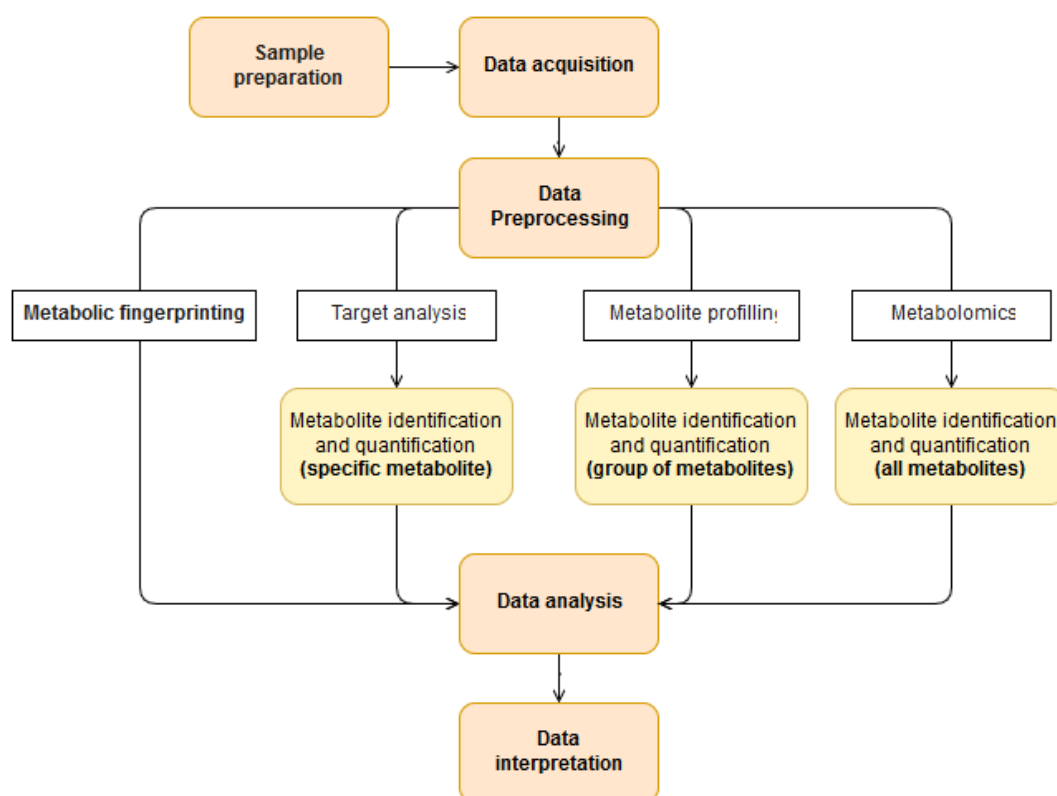 Sample
preparation
Data acquisition
Data
Preprocessing
Metabolic fingerprinting
Target analysis
Metabolite profilling
Metabolomics
Metabolite identification
and quantification
(specific metabolite)
Metabolite identification
and quantification
(group of metabolites)
Metabolite identification
and quantification
(all metabolites)
Data analysis
Data
interpretation